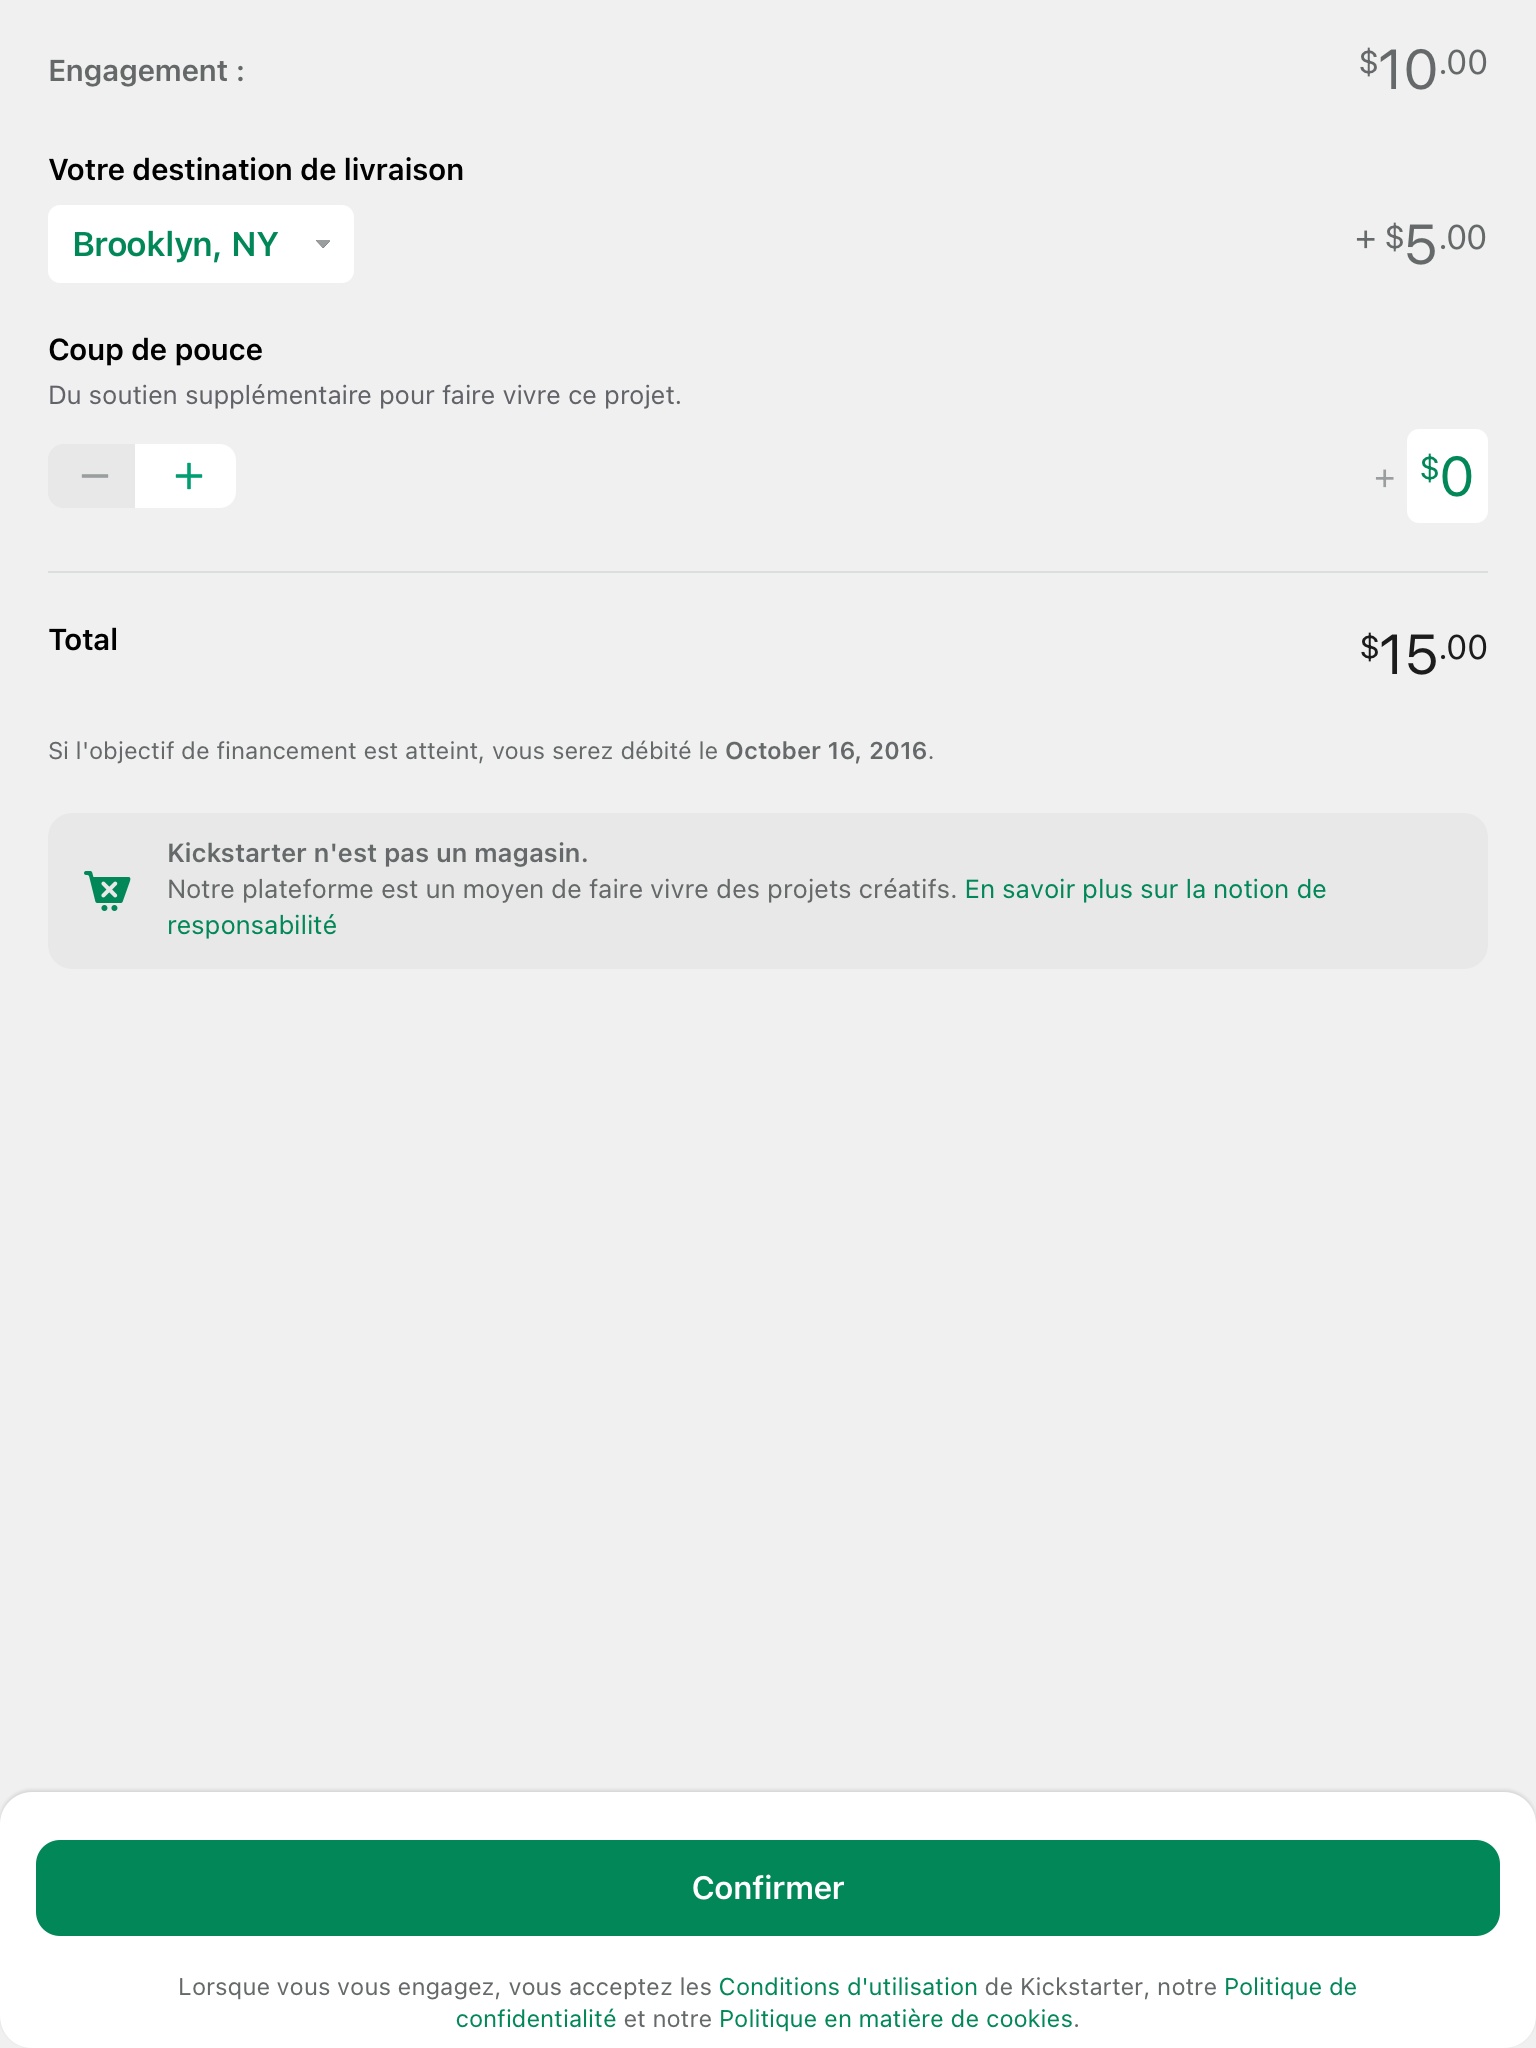 Engagement :
$10.00
Votre destination de livraison
Brooklyn, NY
+ $5.00
Coup de pouce
Du soutien supplémentaire pour faire vivre ce projet.
− +
+ $0
Total
$15.00
Si l'objectif de financement est atteint, vous serez débité le October 16, 2016.
Kickstarter n'est pas un magasin.
Notre plateforme est un moyen de faire vivre des projets créatifs. En savoir plus sur la notion de
responsabilité
Confirmer
Lorsque vous vous engagez, vous acceptez les Conditions d'utilisation de Kickstarter, notre Politique de
confidentialité et notre Politique en matière de cookies.